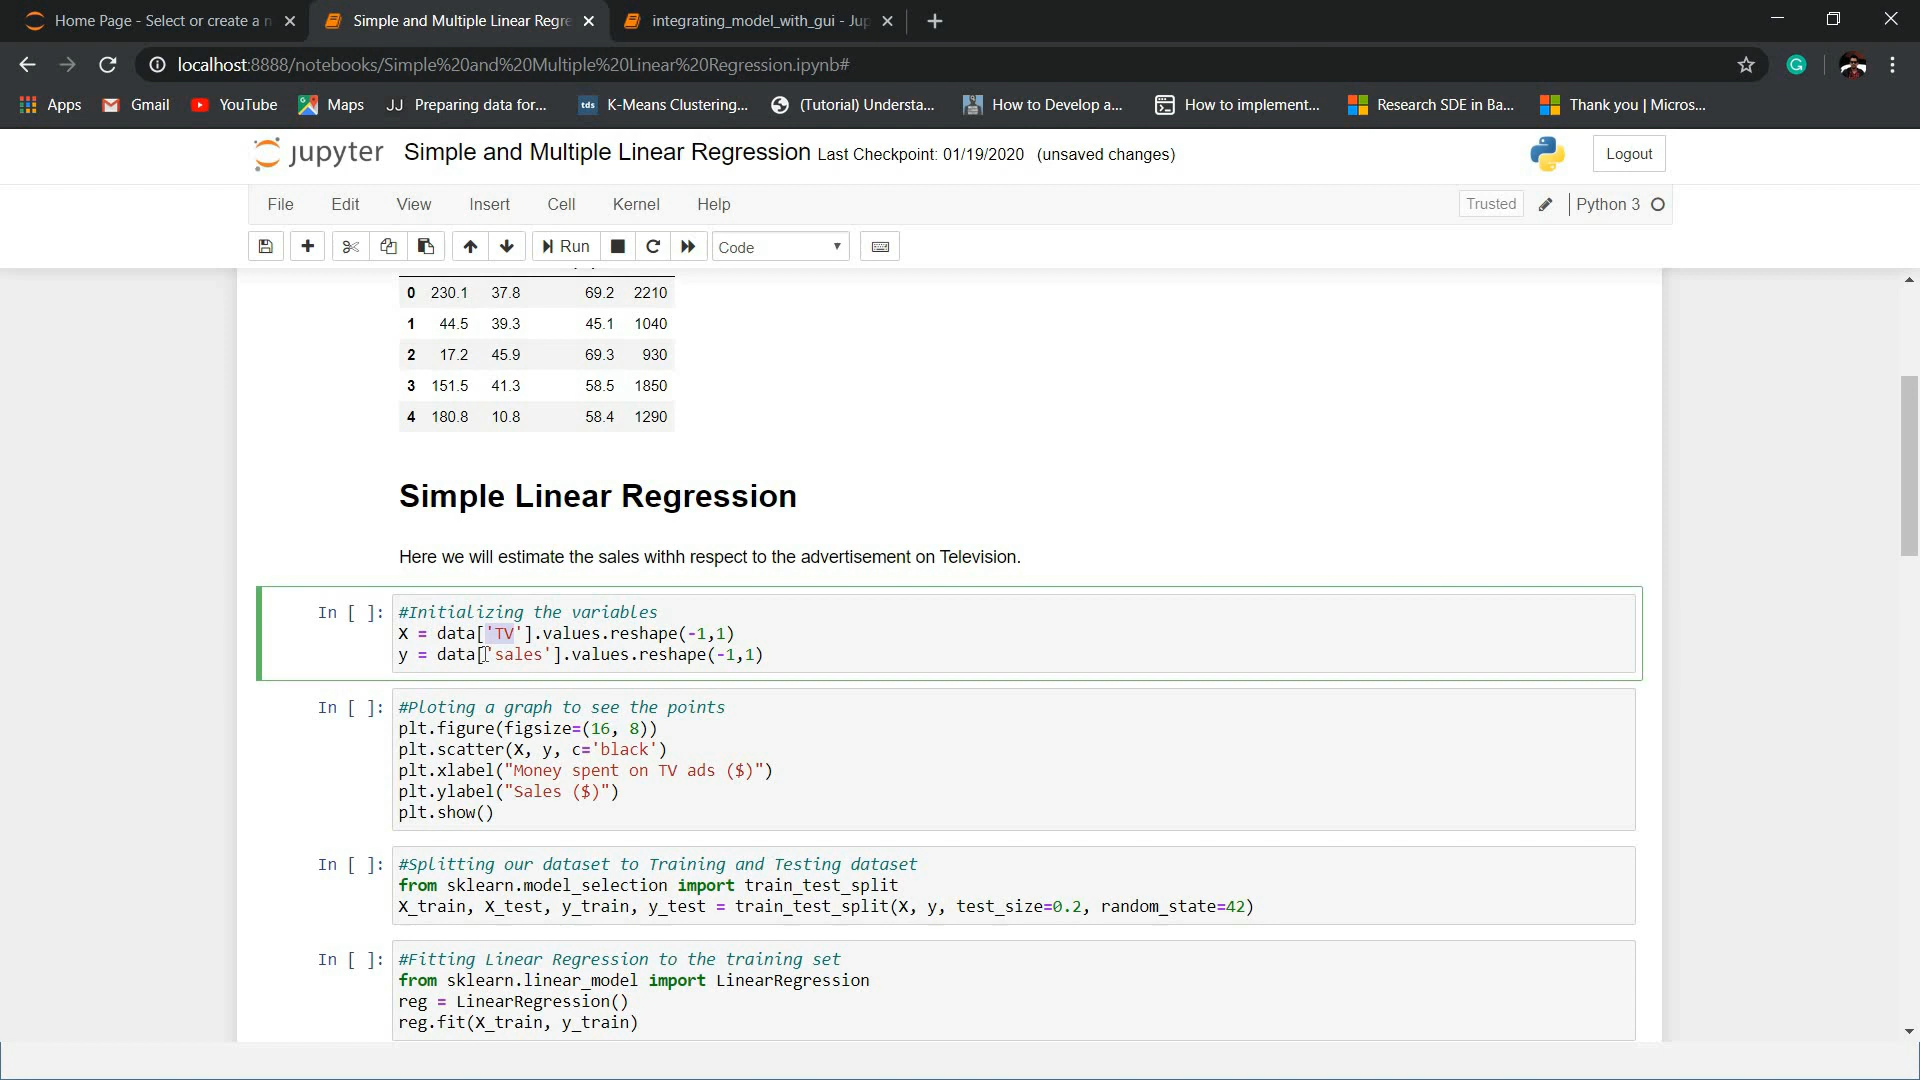 Home Page - Select or create a n
Simple and Multiple Linear Regre
integrating_model_with_gui - Jup
localhost:8888/notebooks/Simple%20and%20Multiple%20Linear%20Regression.ipynb#
Apps
Gmail
YouTube
Maps
JJ Preparing data for...
tds K-Means Clustering...
(Tutorial) Understa...
How to Develop a...
How to implement...
Research SDE in Ba...
Thank you | Micros...
jupyter Simple and Multiple Linear Regression Last Checkpoint: 01/19/2020 (unsaved changes)
Logout
File Edit View Insert Cell Kernel Help
Trusted
Python 3
Run
Code
0 230.1 37.8 69.2 2210
1 44.5 39.3 45.1 1040
2 17.2 45.9 69.3 930
3 151.5 41.3 58.5 1850
4 180.8 10.8 58.4 1290
Simple Linear Regression
Here we will estimate the sales withh respect to the advertisement on Television.
In [ ]: #Initializing the variables
X = data['TV'].values.reshape(-1,1)
y = data['sales'].values.reshape(-1,1)
In [ ]: #Ploting a graph to see the points
plt.figure(figsize=(16, 8))
plt.scatter(X, y, c='black')
plt.xlabel("Money spent on TV ads ($)")
plt.ylabel("Sales ($)")
plt.show()
In [ ]: #Splitting our dataset to Training and Testing dataset
from sklearn.model_selection import train_test_split
X_train, X_test, y_train, y_test = train_test_split(X, y, test_size=0.2, random_state=42)
In [ ]: #Fitting Linear Regression to the training set
from sklearn.linear_model import LinearRegression
reg = LinearRegression()
reg.fit(X_train, y_train)